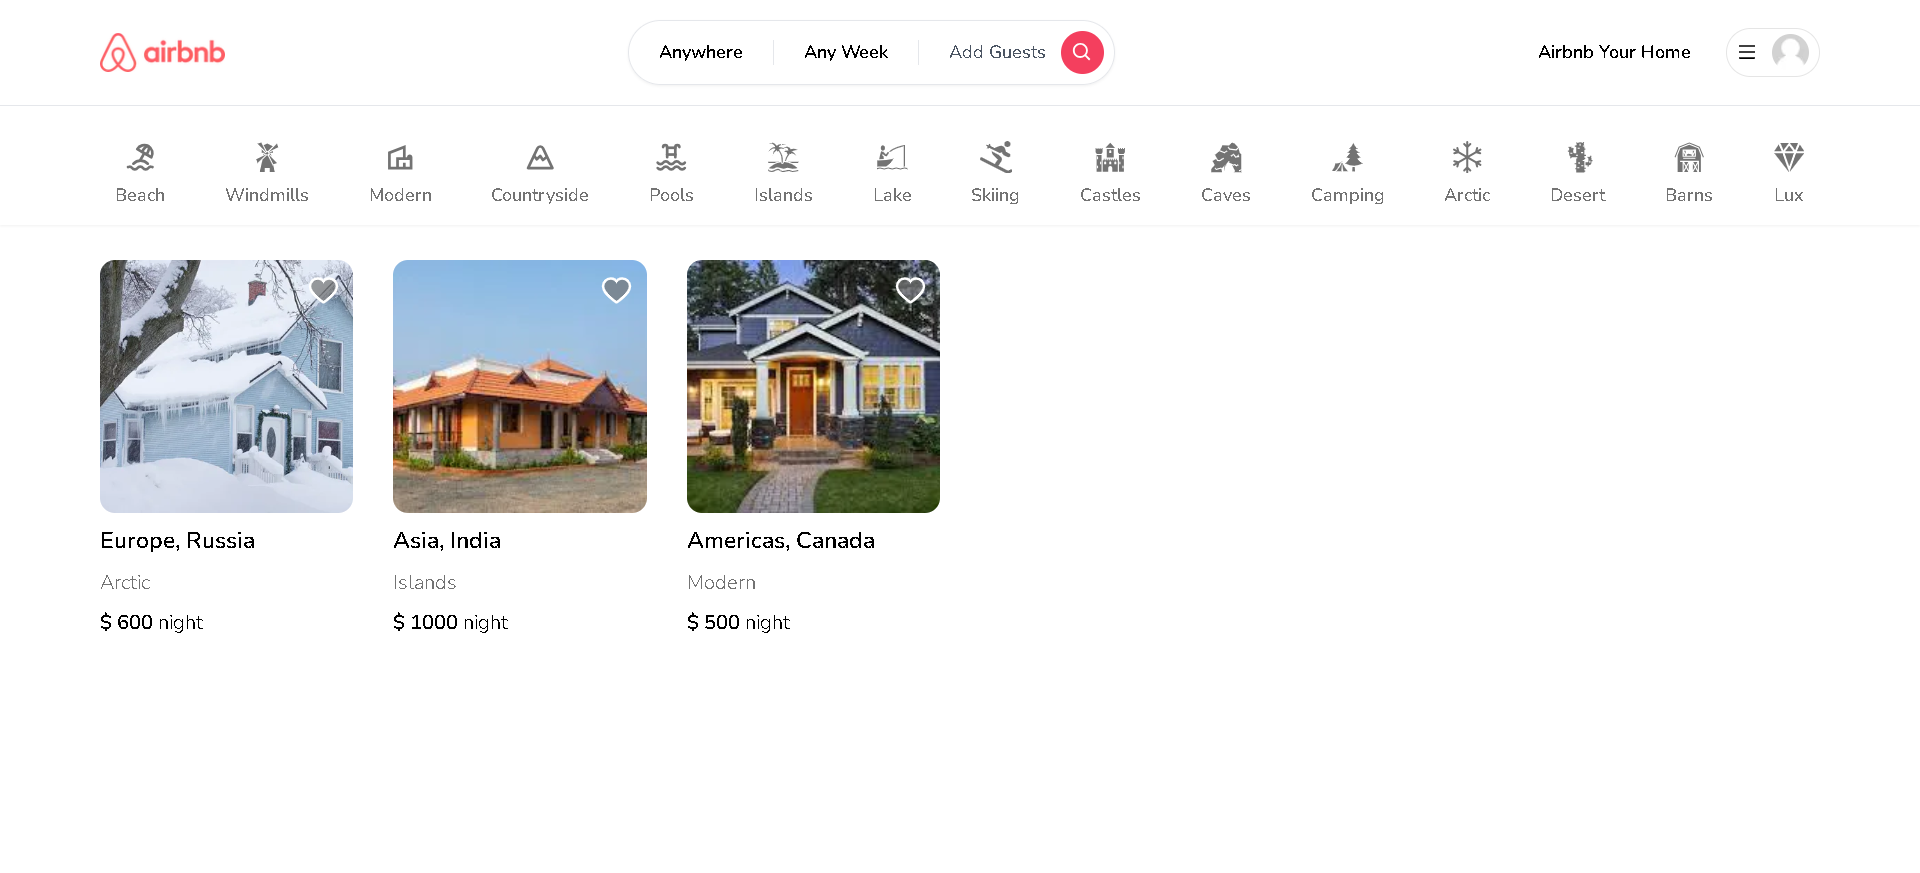 airbnb
Anywhere
Any Week
Add Guests
Airbnb Your Home
Beach
Windmills
Modern
Countryside
Pools
Islands
Lake
Skiing
Castles
Caves
Camping
Arctic
Desert
Barns
Lux
Europe, Russia
Arctic
$ 600 night
Asia, India
Islands
$ 1000 night
Americas, Canada
Modern
$ 500 night